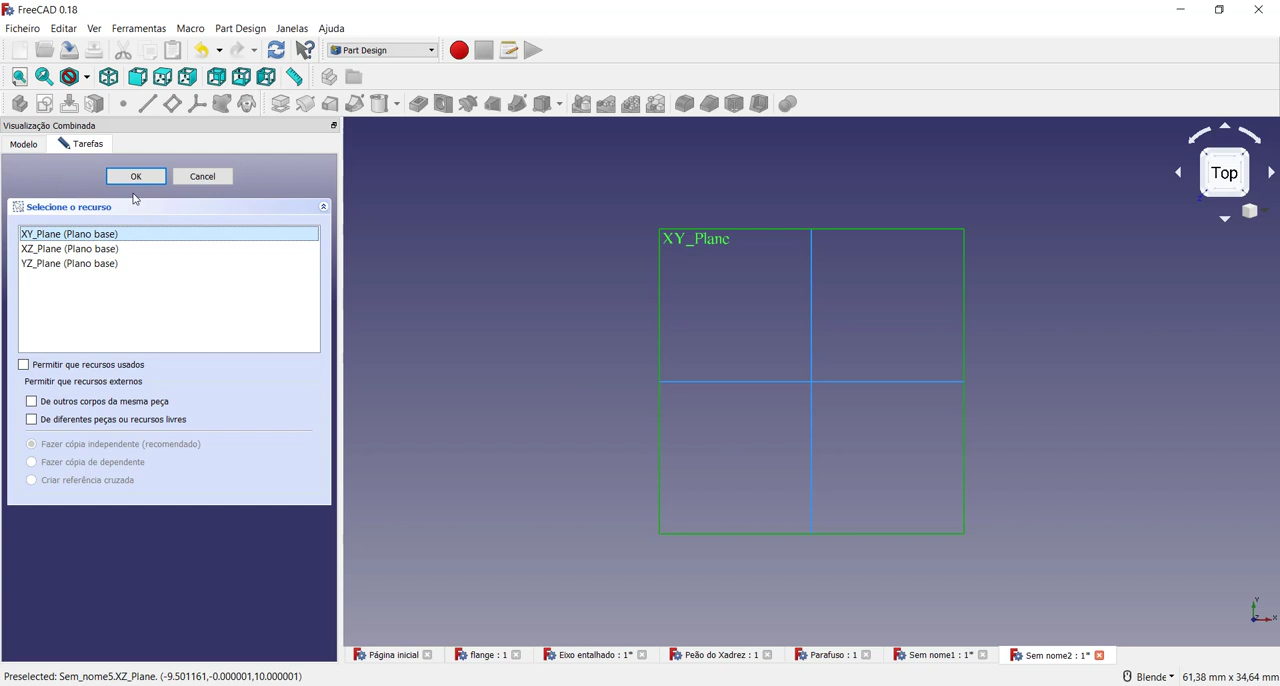 FreeCAD 0.18
Ficheiro Editar Ver Ferramentas Macro Part Design Janelas Ajuda
Part Design
Visualização Combinada
Modelo Tarefas
OK Cancel
Selecione o recurso
XY_Plane (Plano base)
XZ_Plane (Plano base)
YZ_Plane (Plano base)
Permitir que recursos usados
Permitir que recursos externos
De outros corpos da mesma peça
De diferentes peças ou recursos livres
Fazer cópia independente (recomendado)
Fazer cópia de dependente
Criar referência cruzada
XY_Plane
Top
Z
Y
Z X
Página inicial flange : 1 Eixo entalhado : 1* Peão do Xadrez : 1 Parafuso : 1 Sem nome1 : 1* Sem nome2 : 1*
Preselected: Sem_nome5.XZ_Plane. (-9.501161,-0.000001,10.000001) Blende 61,38 mm x 34,64 mm